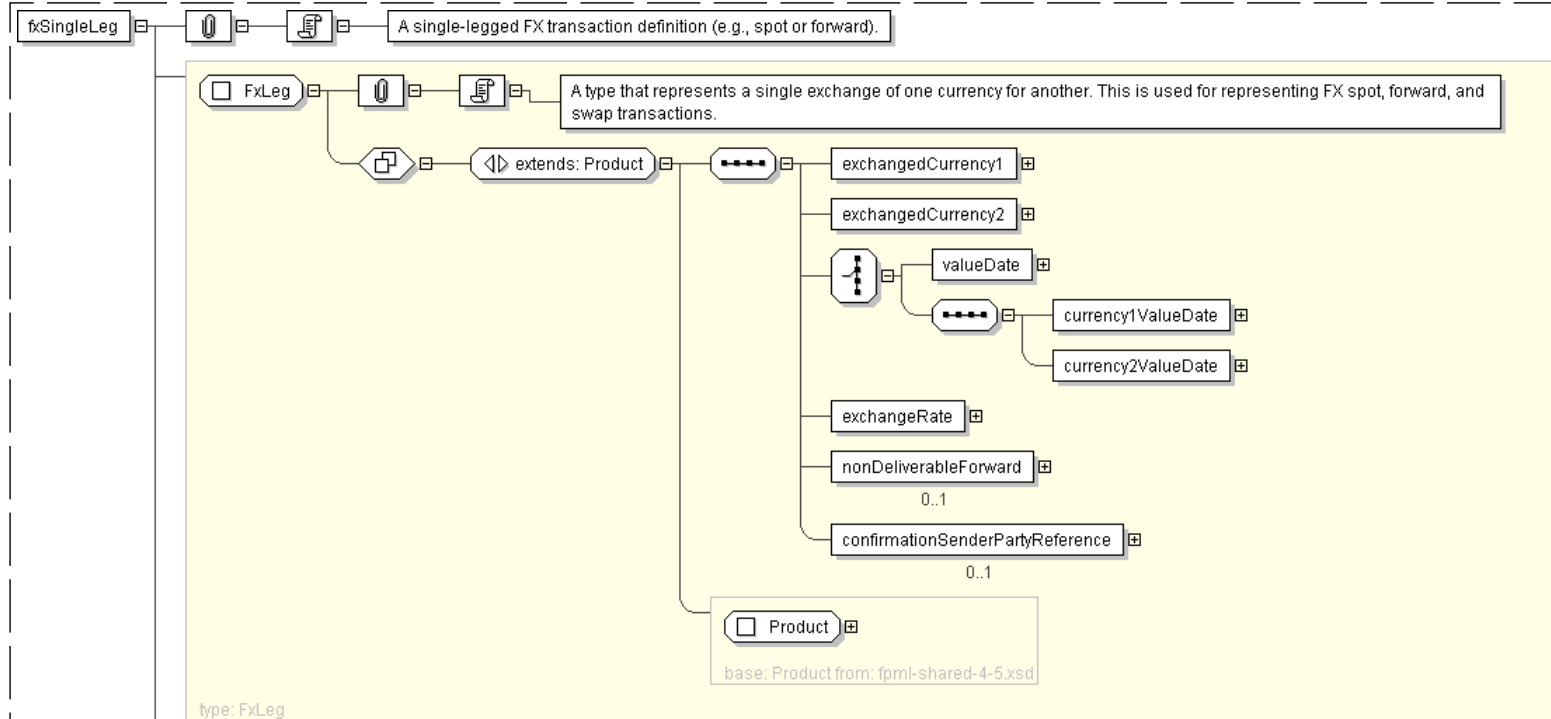 fxSingleLeg
A single-legged FX transaction definition (e.g., spot or forward).
FxLeg
A type that represents a single exchange of one currency for another. This is used for representing FX spot, forward, and
swap transactions.
extends: Product
exchangedCurrency1
exchangedCurrency2
valueDate
currency1ValueDate
currency2ValueDate
exchangeRate
nonDeliverableForward
0..1
confirmationSenderPartyReference
0..1
Product
base: Product from: fpml-shared-4-5.xsd
type: FxLeg